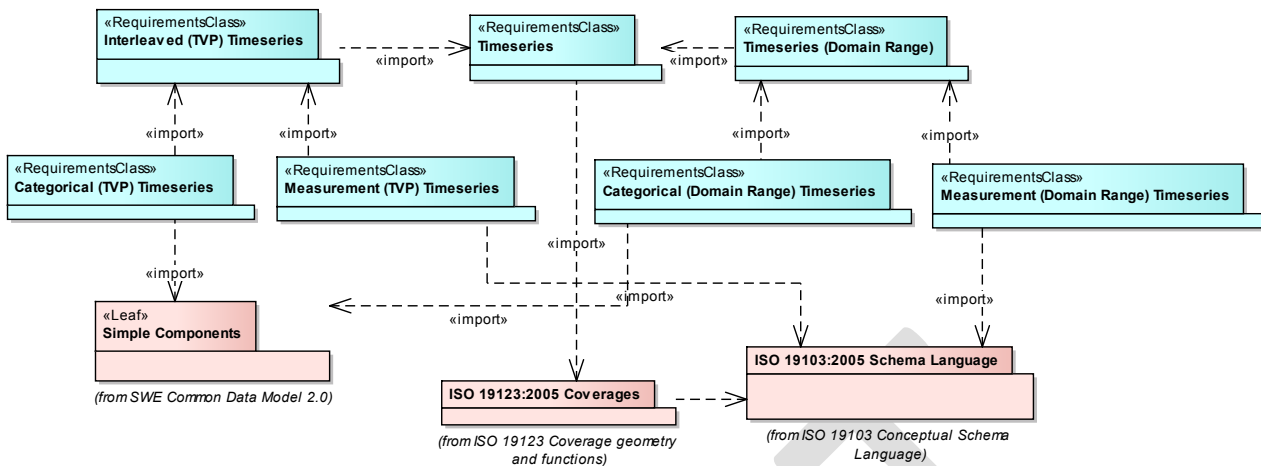 «RequirementsClass»
Interleaved (TVP) Timeseries
«RequirementsClass»
Timeseries
«RequirementsClass»
Timeseries (Domain Range)
«import»
«import»
«import»
«import»
«import»
«import»
«RequirementsClass»
Categorical (TVP) Timeseries
«RequirementsClass»
Measurement (TVP) Timeseries
«RequirementsClass»
Categorical (Domain Range) Timeseries
«RequirementsClass»
Measurement (Domain Range) Timeseries
«import»
«import»
«import»
«import»
«import»
«Leaf»
Simple Components
(from SWE Common Data Model 2.0)
ISO 19123:2005 Coverages
(from ISO 19123 Coverage geometry
and functions)
ISO 19103:2005 Schema Language
(from ISO 19103 Conceptual Schema
Language)